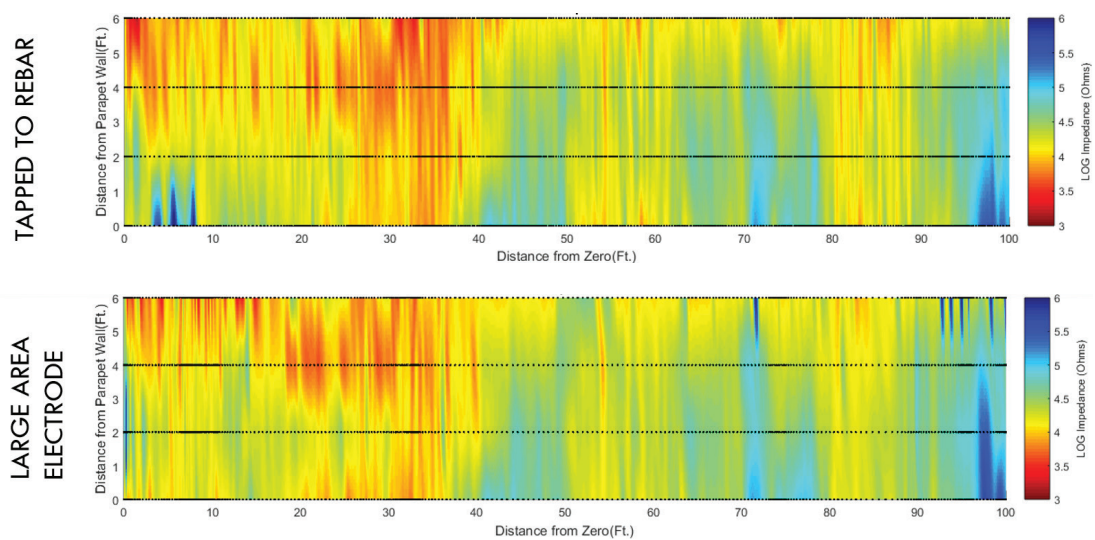 TAPPED TO REBAR
Distance from Parapet Wall(Ft.)
6
5
4
3
2
1
0
0 10 20 30 40 50 60 70 80 90 100
Distance from Zero(Ft.)
6
5.5
5
4.5
4
3.5
3
LOG Impedance (Ohms)
LARGE AREA
ELECTRODE
Distance from Parapet Wall(Ft.)
6
5
4
3
2
1
0
0 10 20 30 40 50 60 70 80 90 100
Distance from Zero(Ft.)
6
5.5
5
4.5
4
3.5
3
LOG Impedance (Ohms)